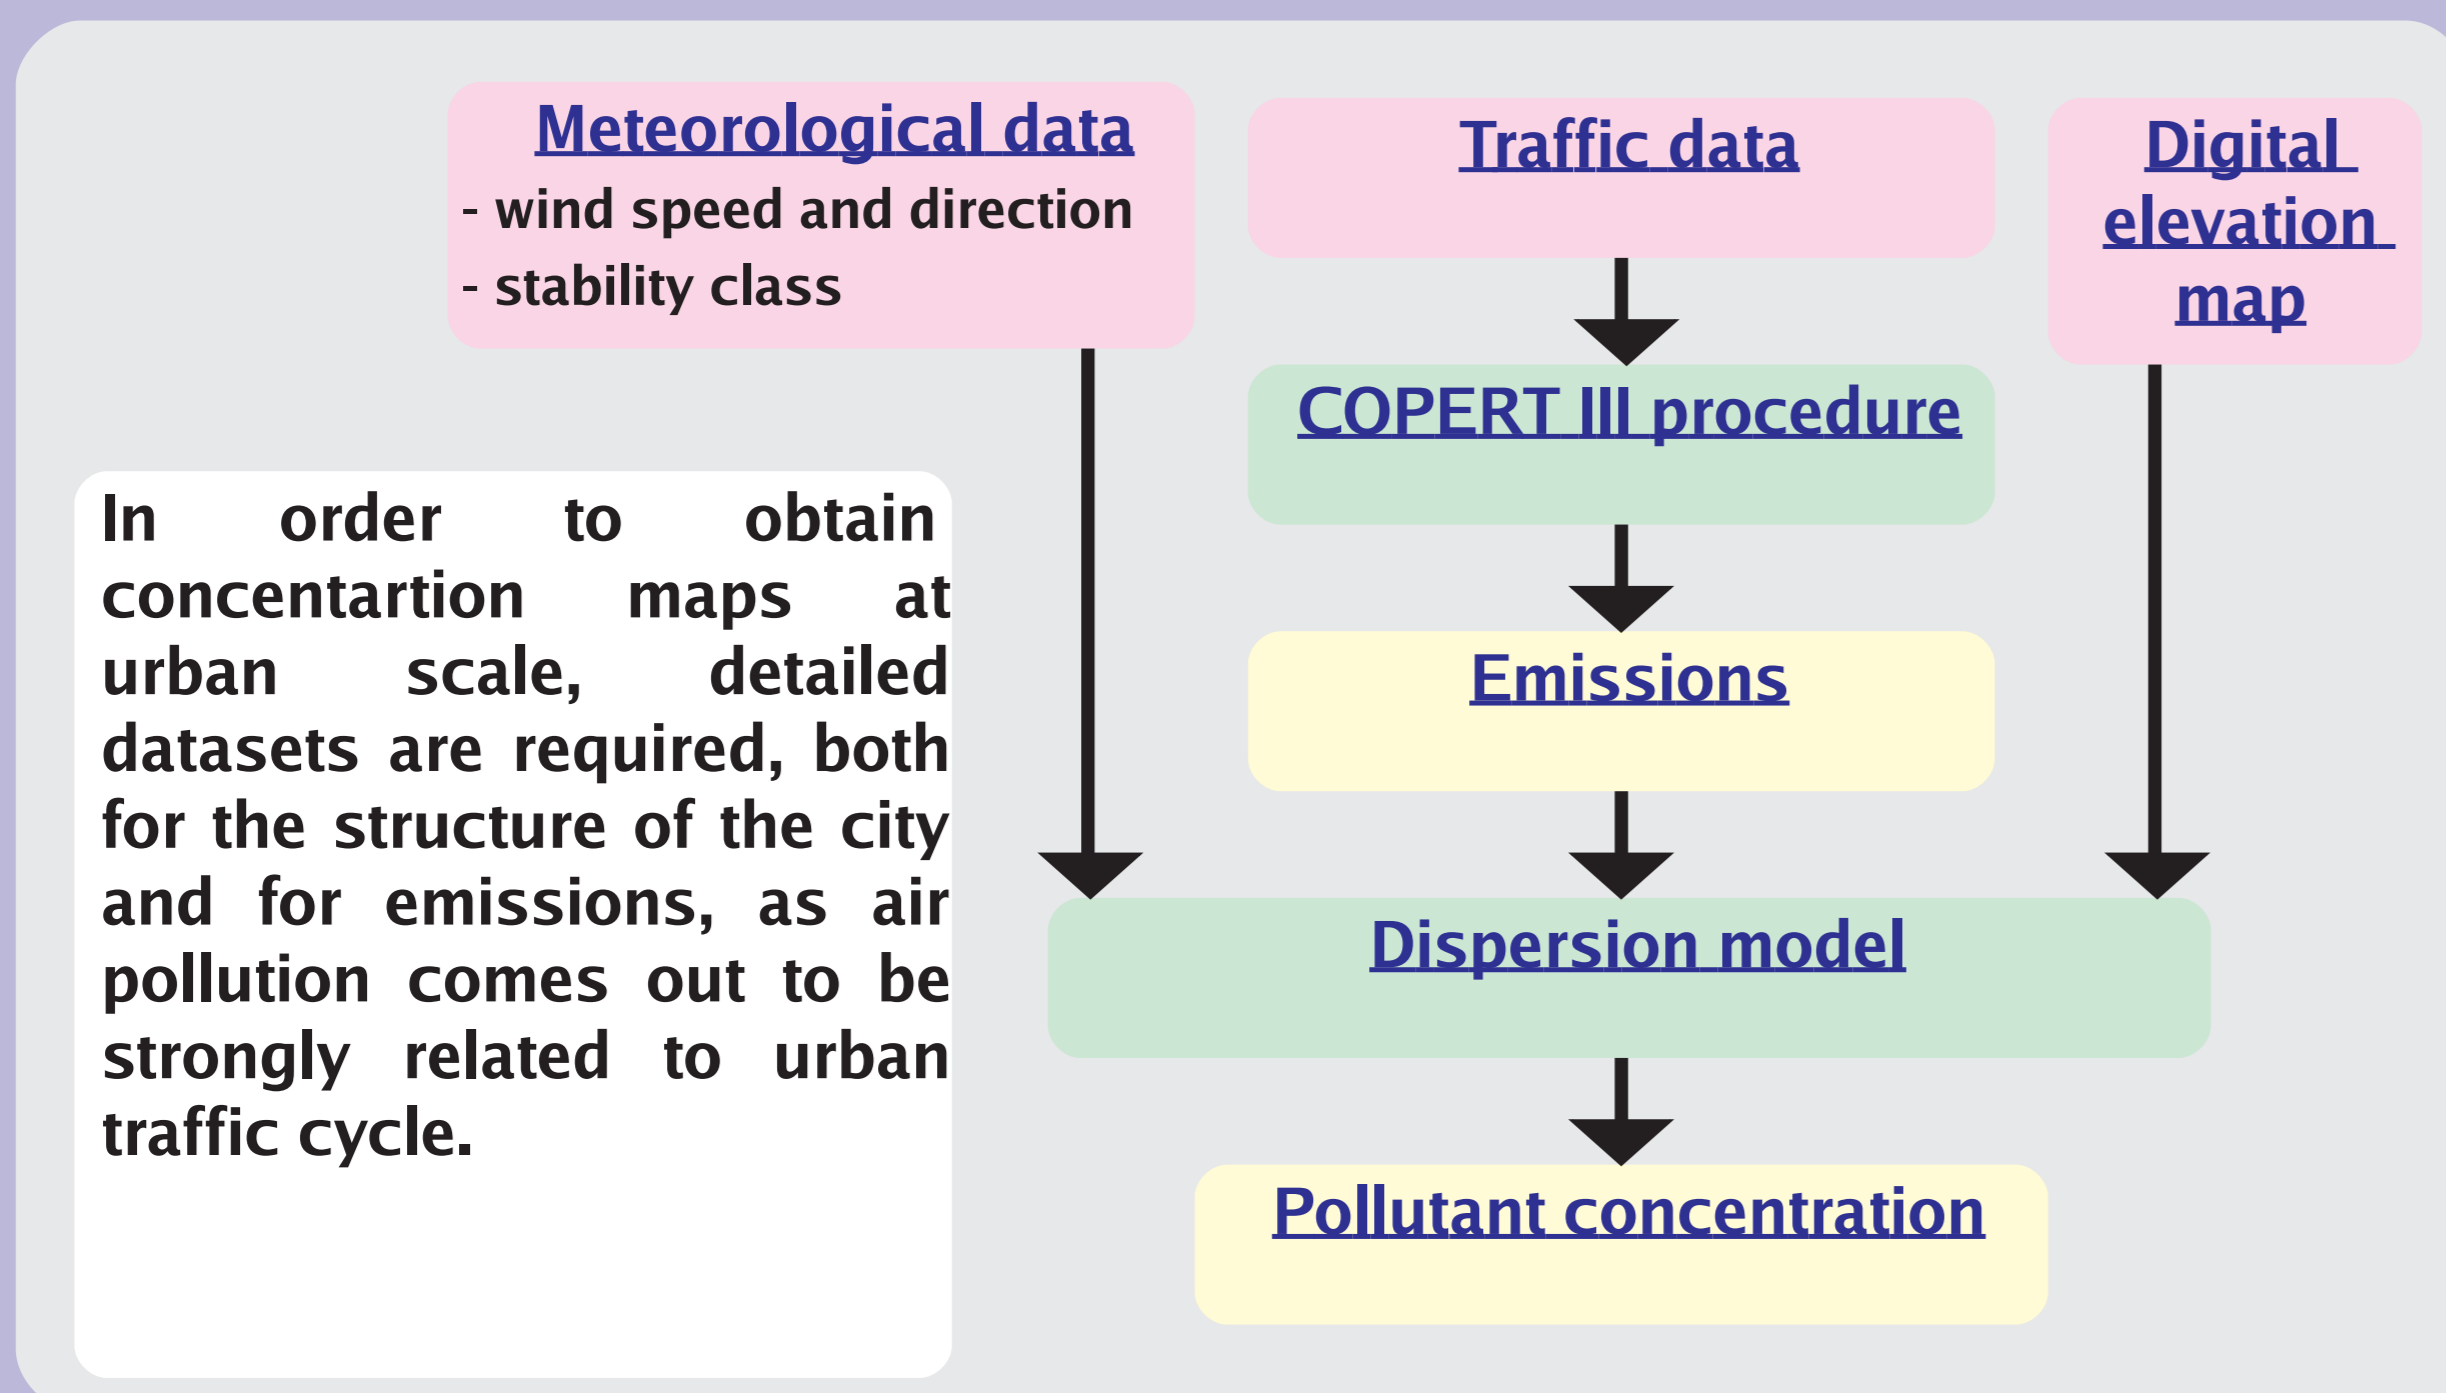 Meteorological data
- wind speed and direction
- stability class
Traffic data
Digital
elevation
map
COPERT III procedure
In order to obtain
concentartion maps at
urban scale, detailed
datasets are required, both
for the structure of the city
and for emissions, as air
pollution comes out to be
strongly related to urban
traffic cycle.
Emissions
Dispersion model
Pollutant concentration